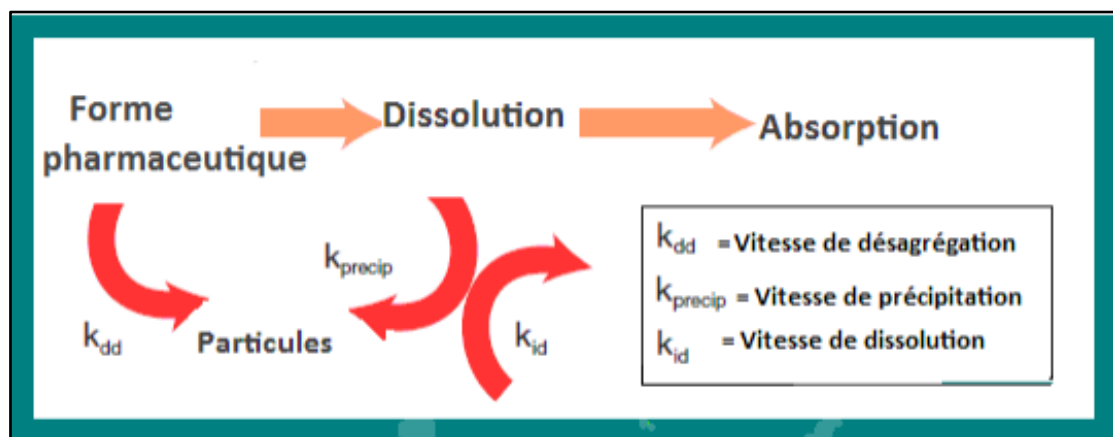 Forme
pharmaceutique
Dissolution
Absorption
kprecip
kdd
Particules
kid
kdd = Vitesse de désagrégation
kprecip = Vitesse de précipitation
kid = Vitesse de dissolution